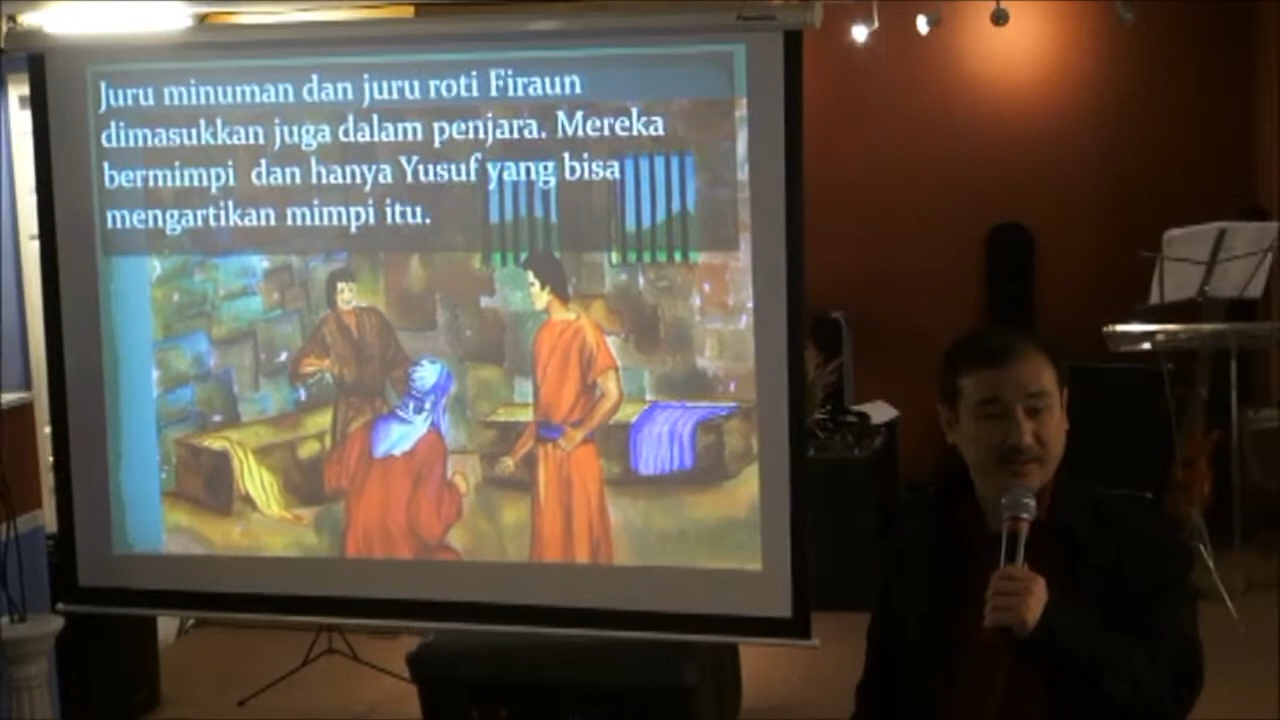 Juru minuman dan juru roti Firaun
dimasukkan juga dalam penjara. Mereka
bermimpi dan hanya Yusuf yang bisa
mengartikan mimpi itu.